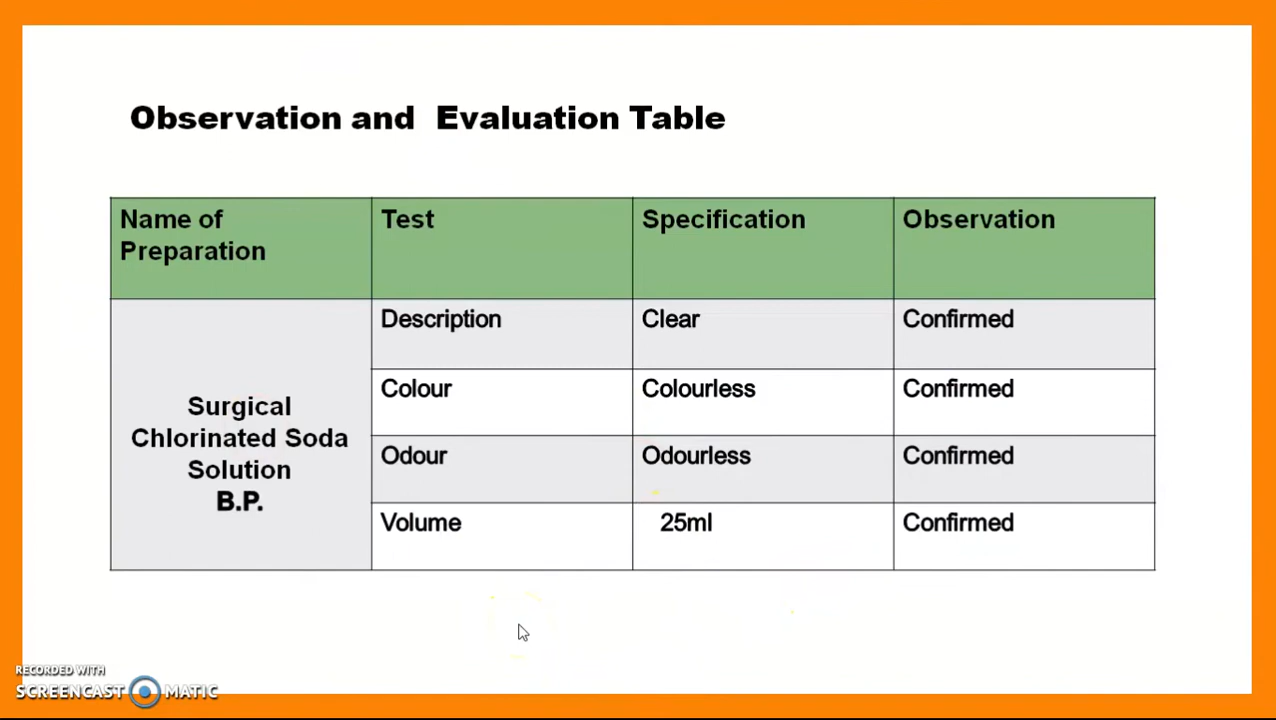 Observation and Evaluation Table
Name of
Preparation
Test
Specification
Observation
Surgical
Chlorinated Soda
Solution
B.P.
Description
Clear
Confirmed
Colour
Colourless
Confirmed
Odour
Odourless
Confirmed
Volume
25ml
Confirmed
RECORDED WITH
SCREENCAST MATIC